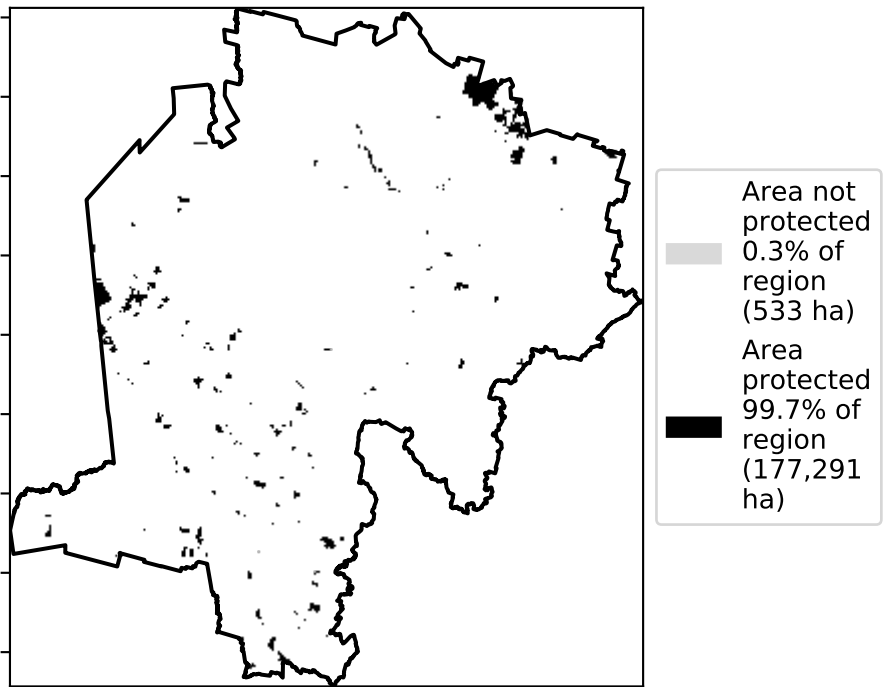 Area not
protected
0.3% of
region
(533 ha)
Area
protected
99.7% of
region
(177,291
ha)